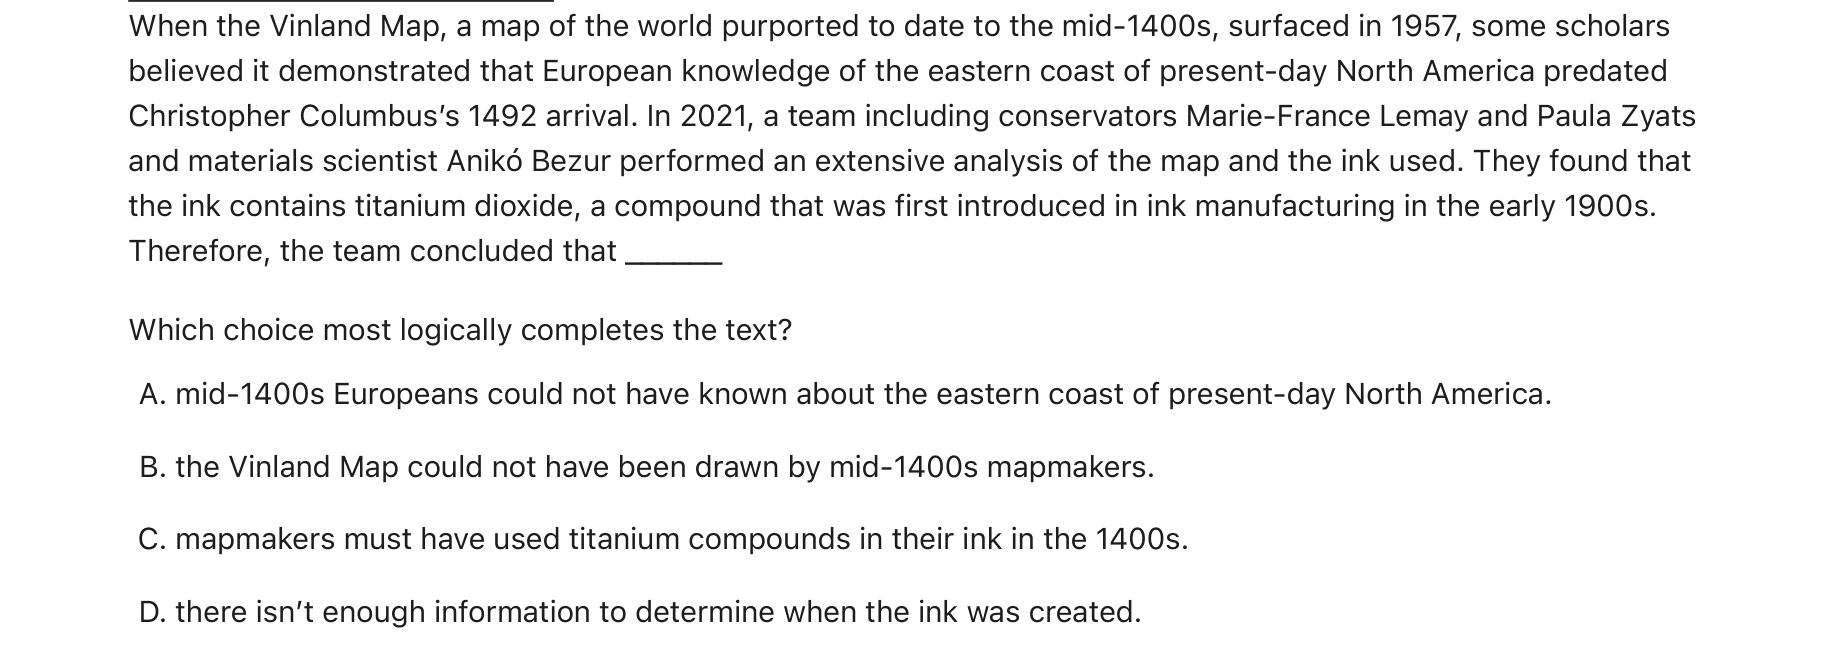 When the Vinland Map, a map of the world purported to date to the mid-1400s, surfaced in 1957, some scholars
believed it demonstrated that European knowledge of the eastern coast of present-day North America predated
Christopher Columbus’s 1492 arrival. In 2021, a team including conservators Marie-France Lemay and Paula Zyats
and materials scientist Anikó Bezur performed an extensive analysis of the map and the ink used. They found that
the ink contains titanium dioxide, a compound that was first introduced in ink manufacturing in the early 1900s.
Therefore, the team concluded that ______
Which choice most logically completes the text?
A. mid-1400s Europeans could not have known about the eastern coast of present-day North America.
B. the Vinland Map could not have been drawn by mid-1400s mapmakers.
C. mapmakers must have used titanium compounds in their ink in the 1400s.
D. there isn’t enough information to determine when the ink was created.